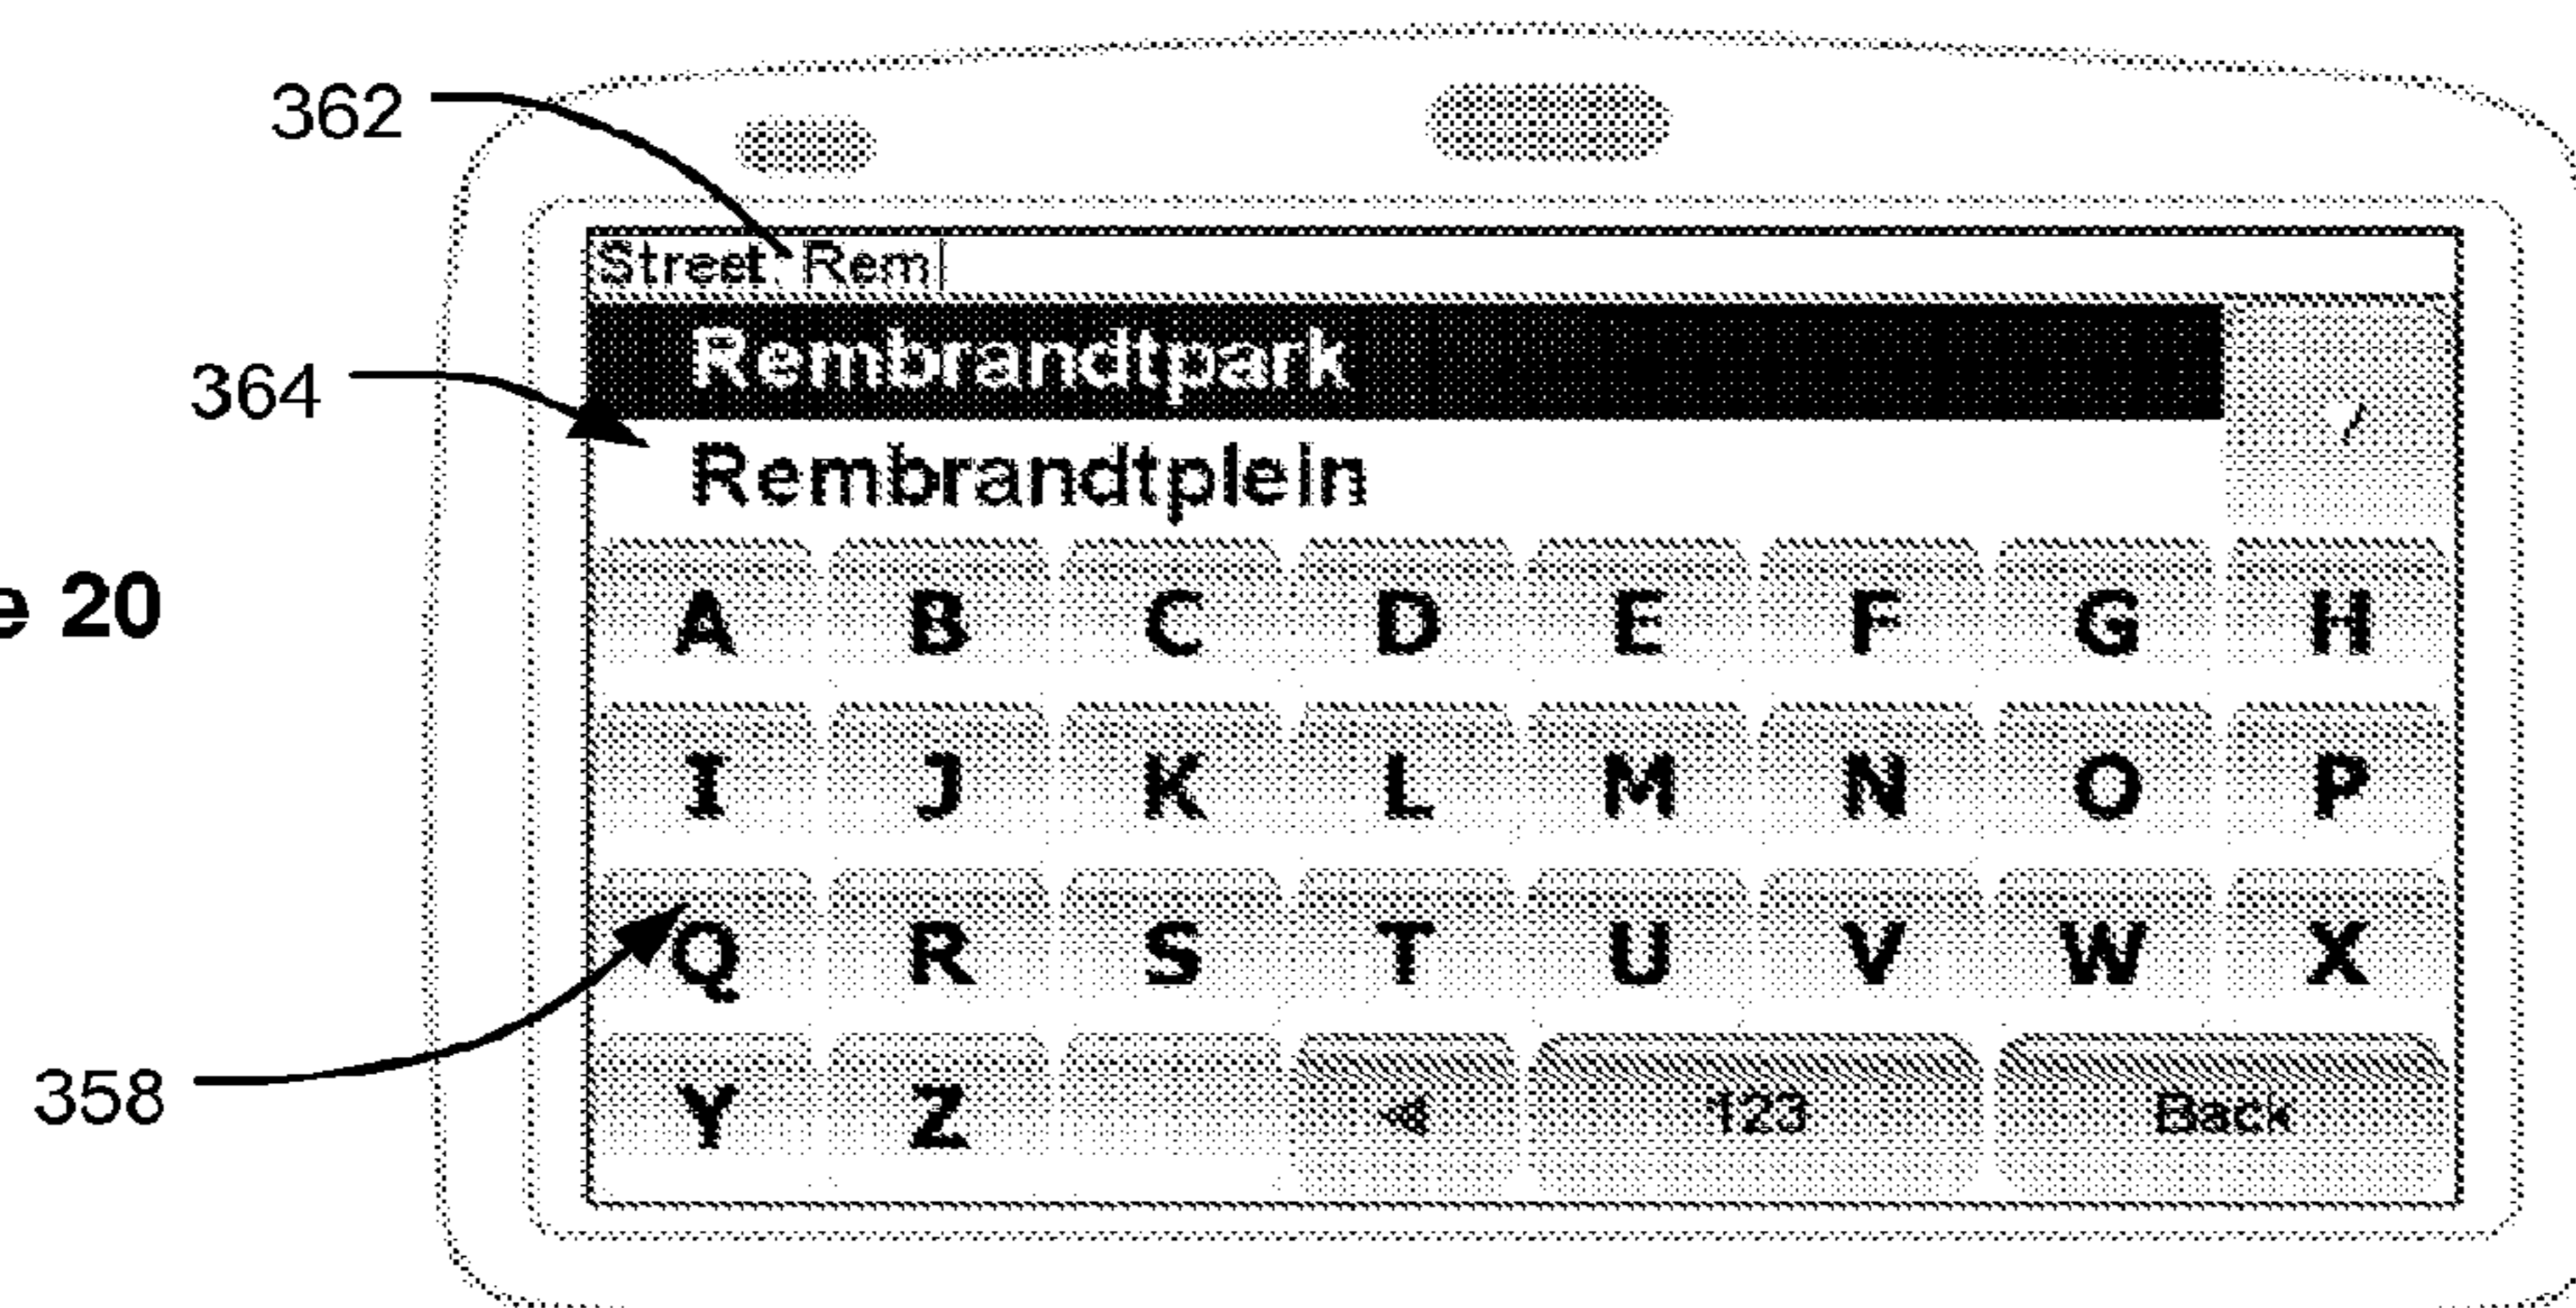 362
Street: Rem
364
Rembrandtpark
Rembrandtplein
e 20
A B C D E F G H
I J K L M N O P
Q R S T U V W X
358
Y Z ◄ 123 Back